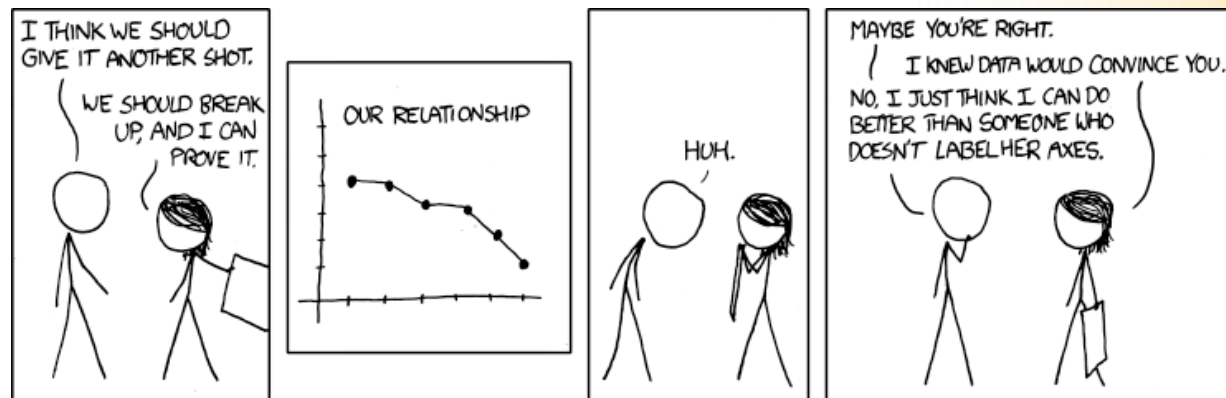 I THINK WE SHOULD
GIVE IT ANOTHER SHOT.
WE SHOULD BREAK
UP, AND I CAN
PROVE IT.
OUR RELATIONSHIP
HUH.
MAYBE YOU'RE RIGHT.
I KNEW DATA WOULD CONVINCE YOU.
NO, I JUST THINK I CAN DO
BETTER THAN SOMEONE WHO
DOESN'T LABEL HER AXES.